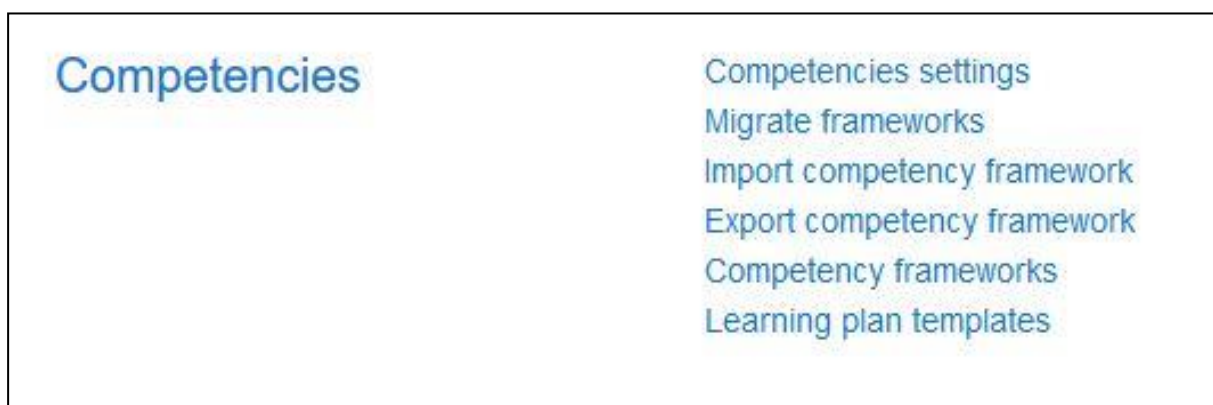 Competencies
Competencies settings
Migrate frameworks
Import competency framework
Export competency framework
Competency frameworks
Learning plan templates